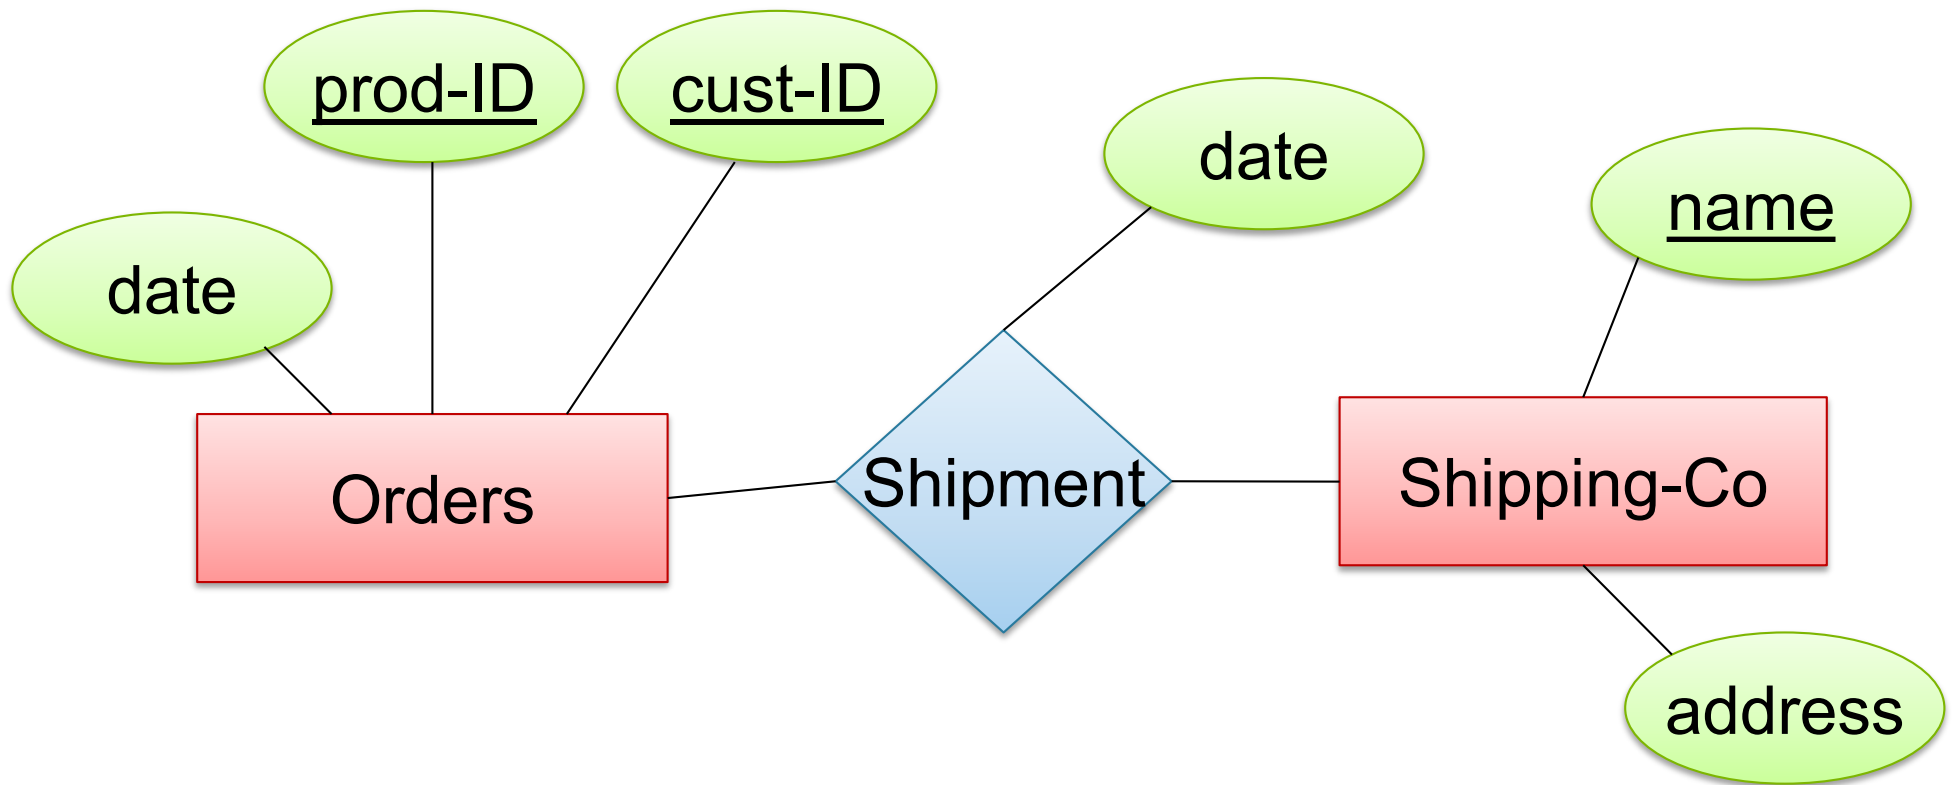 prod-ID
cust-ID
date
name
date
Orders
Shipment
Shipping-Co
address